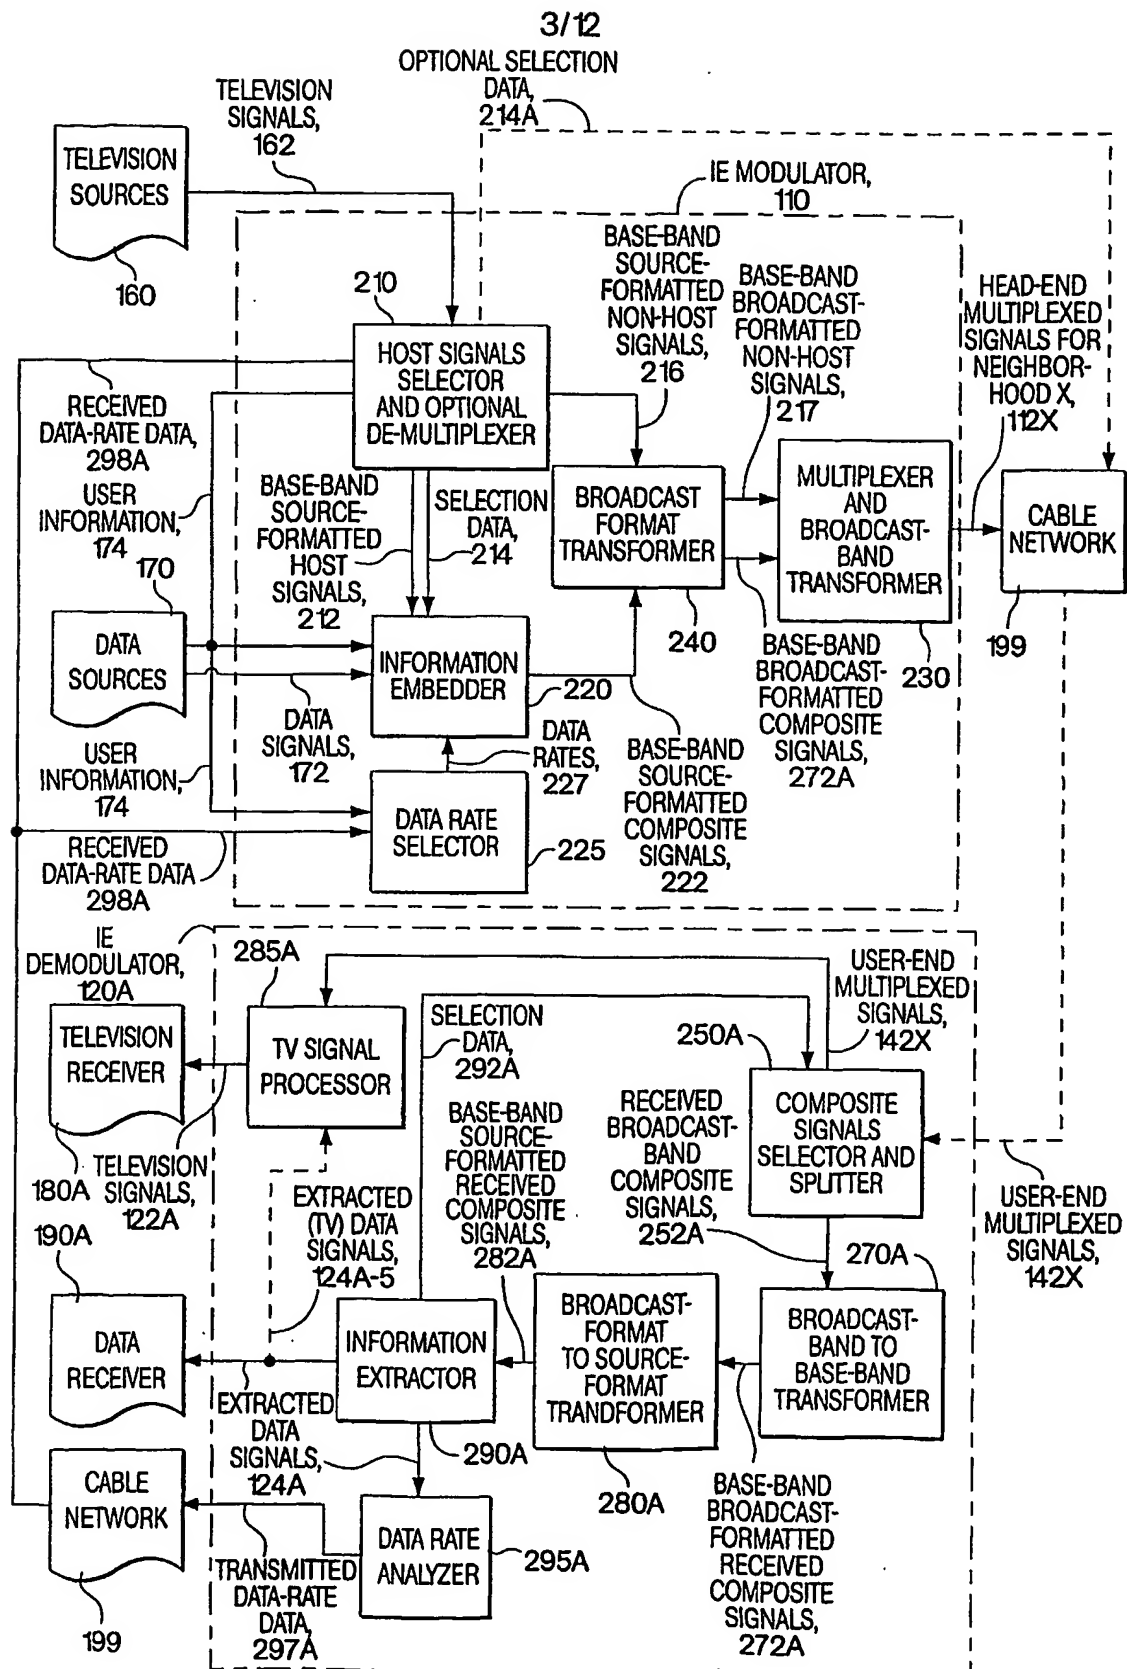 3/12
OPTIONAL SELECTION
DATA,
214A
TELEVISION
SIGNALS,
162
TELEVISION
SOURCES
160
IE MODULATOR,
110
210
HOST SIGNALS
SELECTOR
AND OPTIONAL
DE-MULTIPLEXER
BASE-BAND
SOURCE-
FORMATTED
NON-HOST
SIGNALS,
216
BASE-BAND
BROADCAST-
FORMATTED
NON-HOST
SIGNALS,
217
HEAD-END
MULTIPLEXED
SIGNALS FOR
NEIGHBOR-
HOOD X,
112X
RECEIVED
DATA-RATE DATA,
298A
USER
INFORMATION,
174
BASE-BAND
SOURCE-
FORMATTED
HOST
SIGNALS,
212
SELECTION
DATA,
214
BROADCAST
FORMAT
TRANSFORMER
240
MULTIPLEXER
AND
BROADCAST-
BAND
TRANSFORMER
230
CABLE
NETWORK
199
170
DATA
SOURCES
INFORMATION
EMBEDDER
220
DATA
SIGNALS,
172
DATA
RATES,
227
BASE-BAND
SOURCE-
FORMATTED
COMPOSITE
SIGNALS,
222
BASE-BAND
BROADCAST-
FORMATTED
COMPOSITE
SIGNALS,
272A
USER
INFORMATION,
174
DATA RATE
SELECTOR
225
RECEIVED
DATA-RATE DATA
298A
IE
DEMODULATOR,
120A
285A
TV SIGNAL
PROCESSOR
TELEVISION
RECEIVER
180A
TELEVISION
SIGNALS,
122A
SELECTION
DATA,
292A
USER-END
MULTIPLEXED
SIGNALS,
142X
250A
COMPOSITE
SIGNALS
SELECTOR AND
SPLITTER
RECEIVED
BROADCAST-
BAND
COMPOSITE
SIGNALS,
252A
BASE-BAND
SOURCE-
FORMATTED
RECEIVED
COMPOSITE
SIGNALS,
282A
EXTRACTED
(TV) DATA
SIGNALS,
124A-5
USER-END
MULTIPLEXED
SIGNALS,
142X
190A
DATA
RECEIVER
INFORMATION
EXTRACTOR
290A
BROADCAST-
FORMAT
TO SOURCE-
FORMAT
TRANDFORMER
280A
270A
BROADCAST-
BAND TO
BASE-BAND
TRANSFORMER
EXTRACTED
DATA
SIGNALS,
124A
BASE-BAND
BROADCAST-
FORMATTED
RECEIVED
COMPOSITE
SIGNALS,
272A
CABLE
NETWORK
199
TRANSMITTED
DATA-RATE
DATA,
297A
DATA RATE
ANALYZER
295A